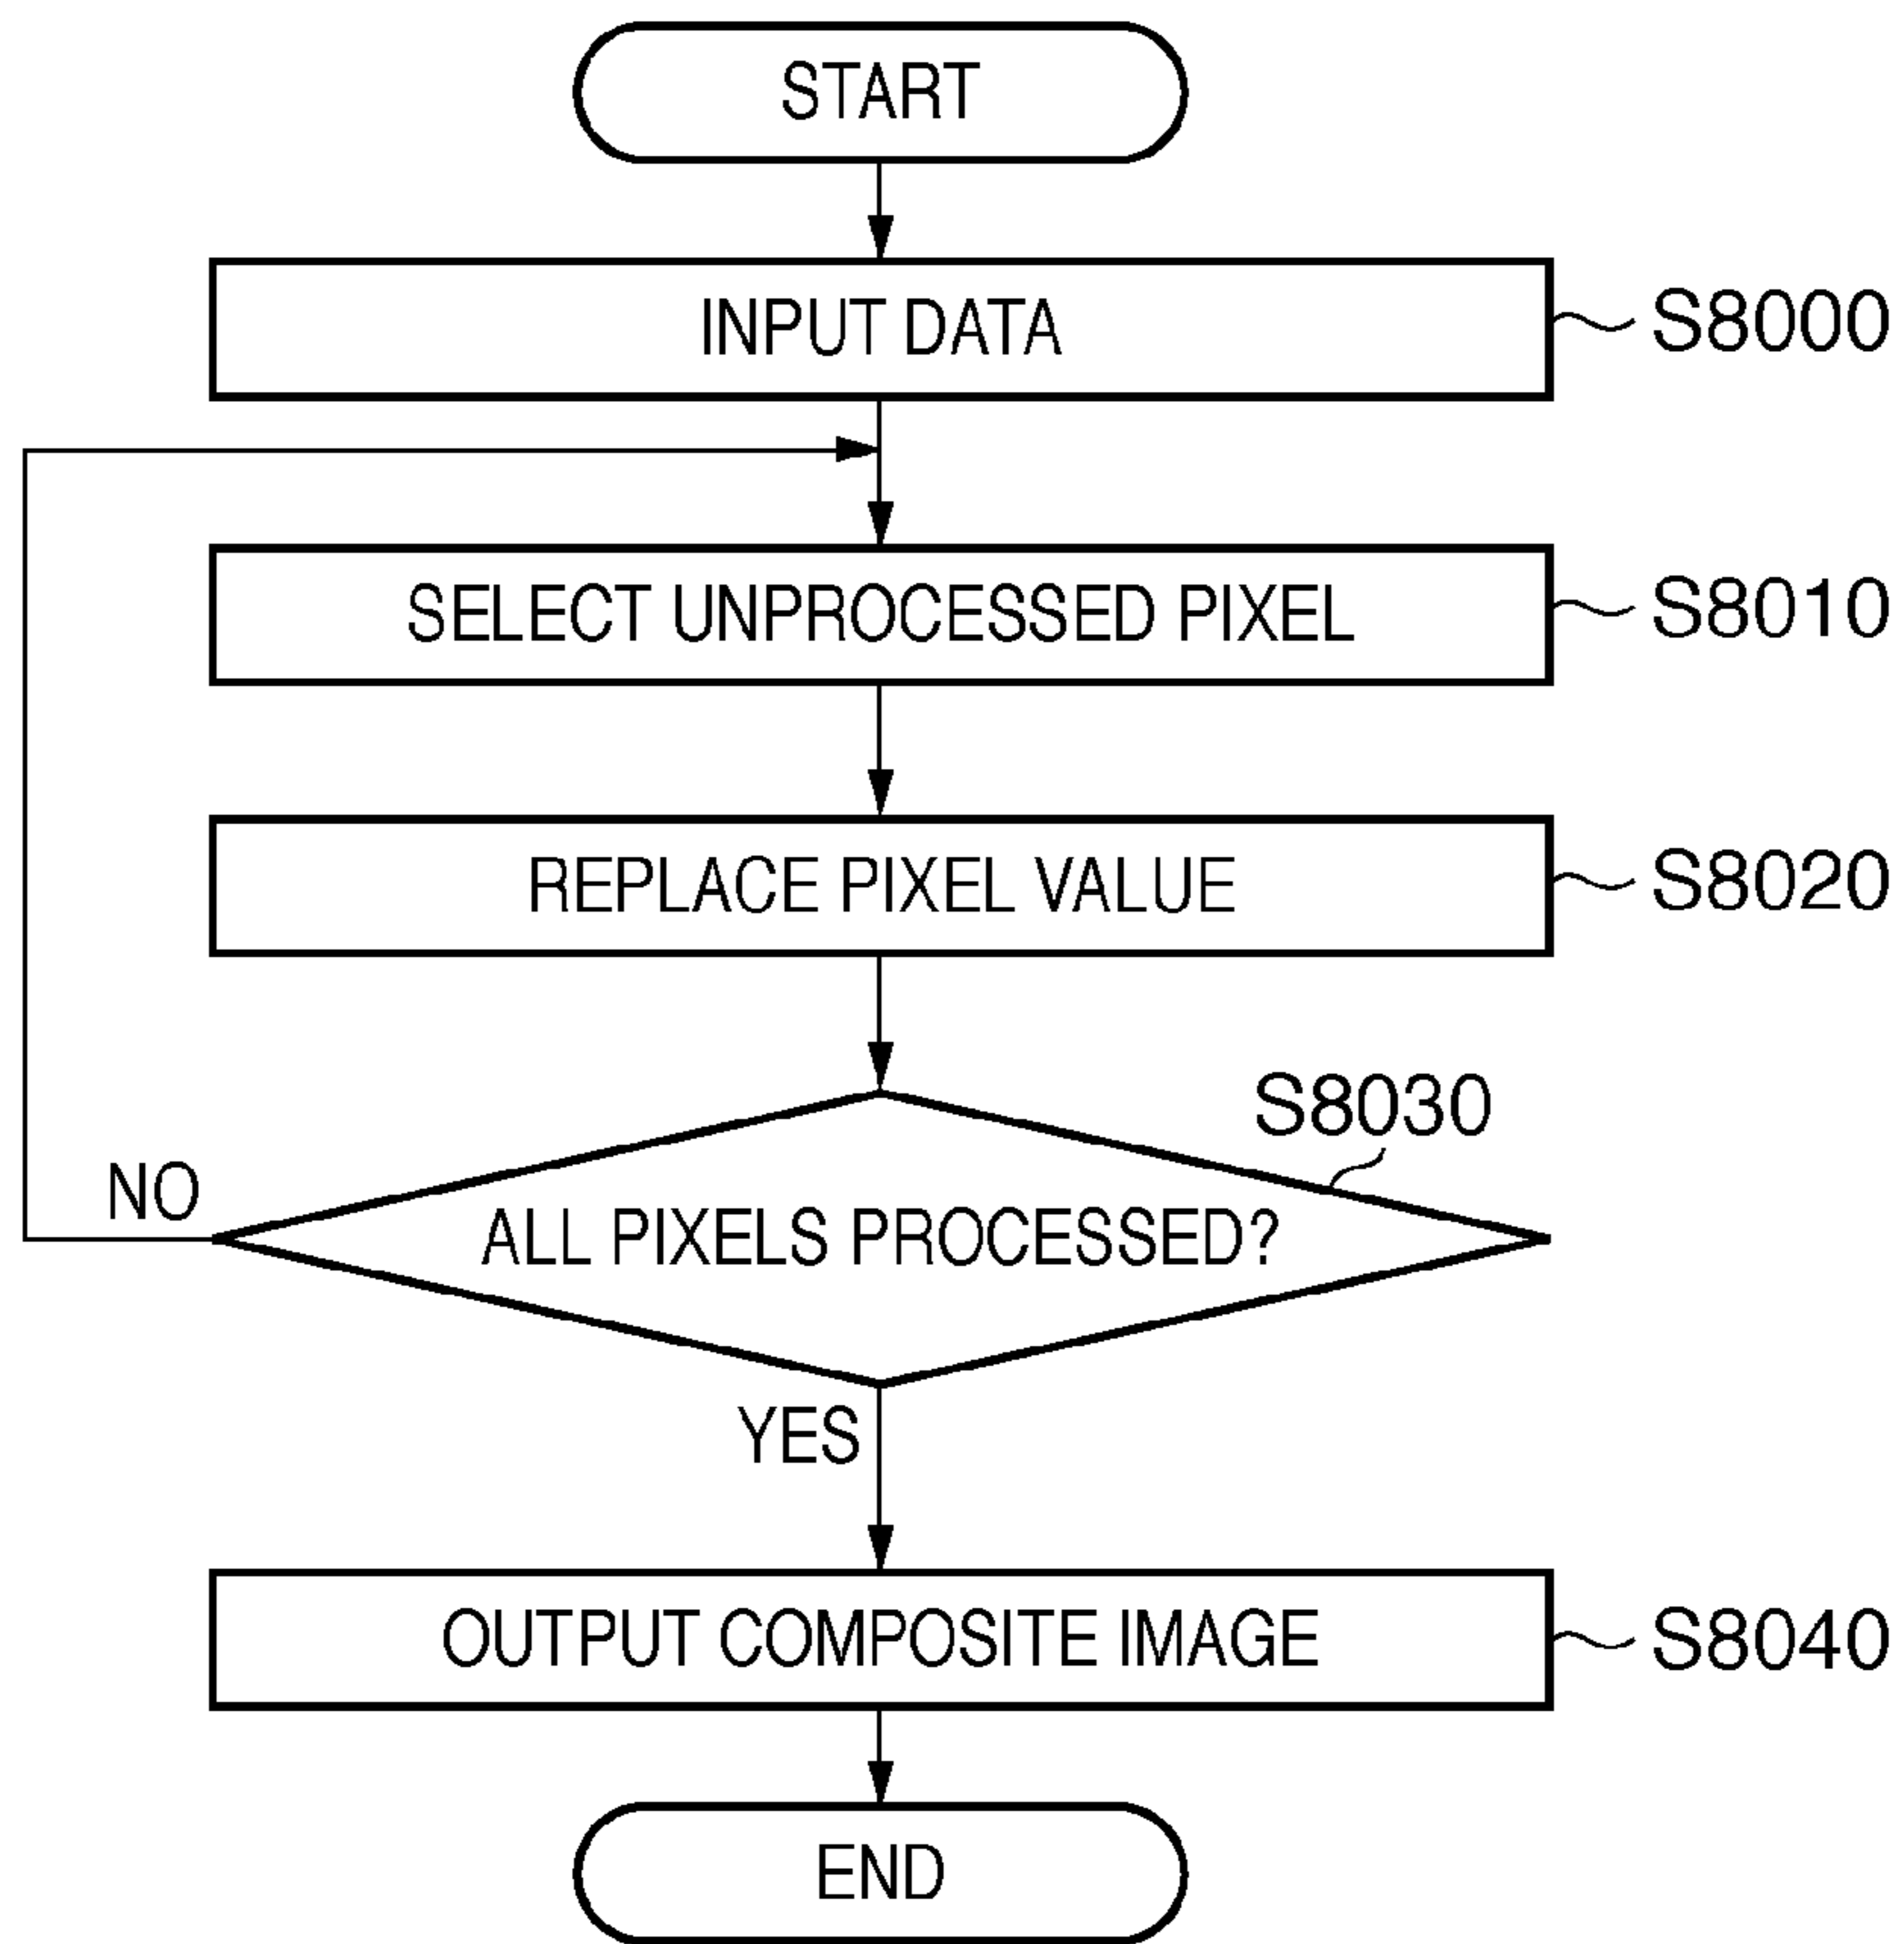 START
INPUT DATA
S8000
SELECT UNPROCESSED PIXEL
S8010
REPLACE PIXEL VALUE
S8020
S8030
NO
ALL PIXELS PROCESSED?
YES
OUTPUT COMPOSITE IMAGE
S8040
END